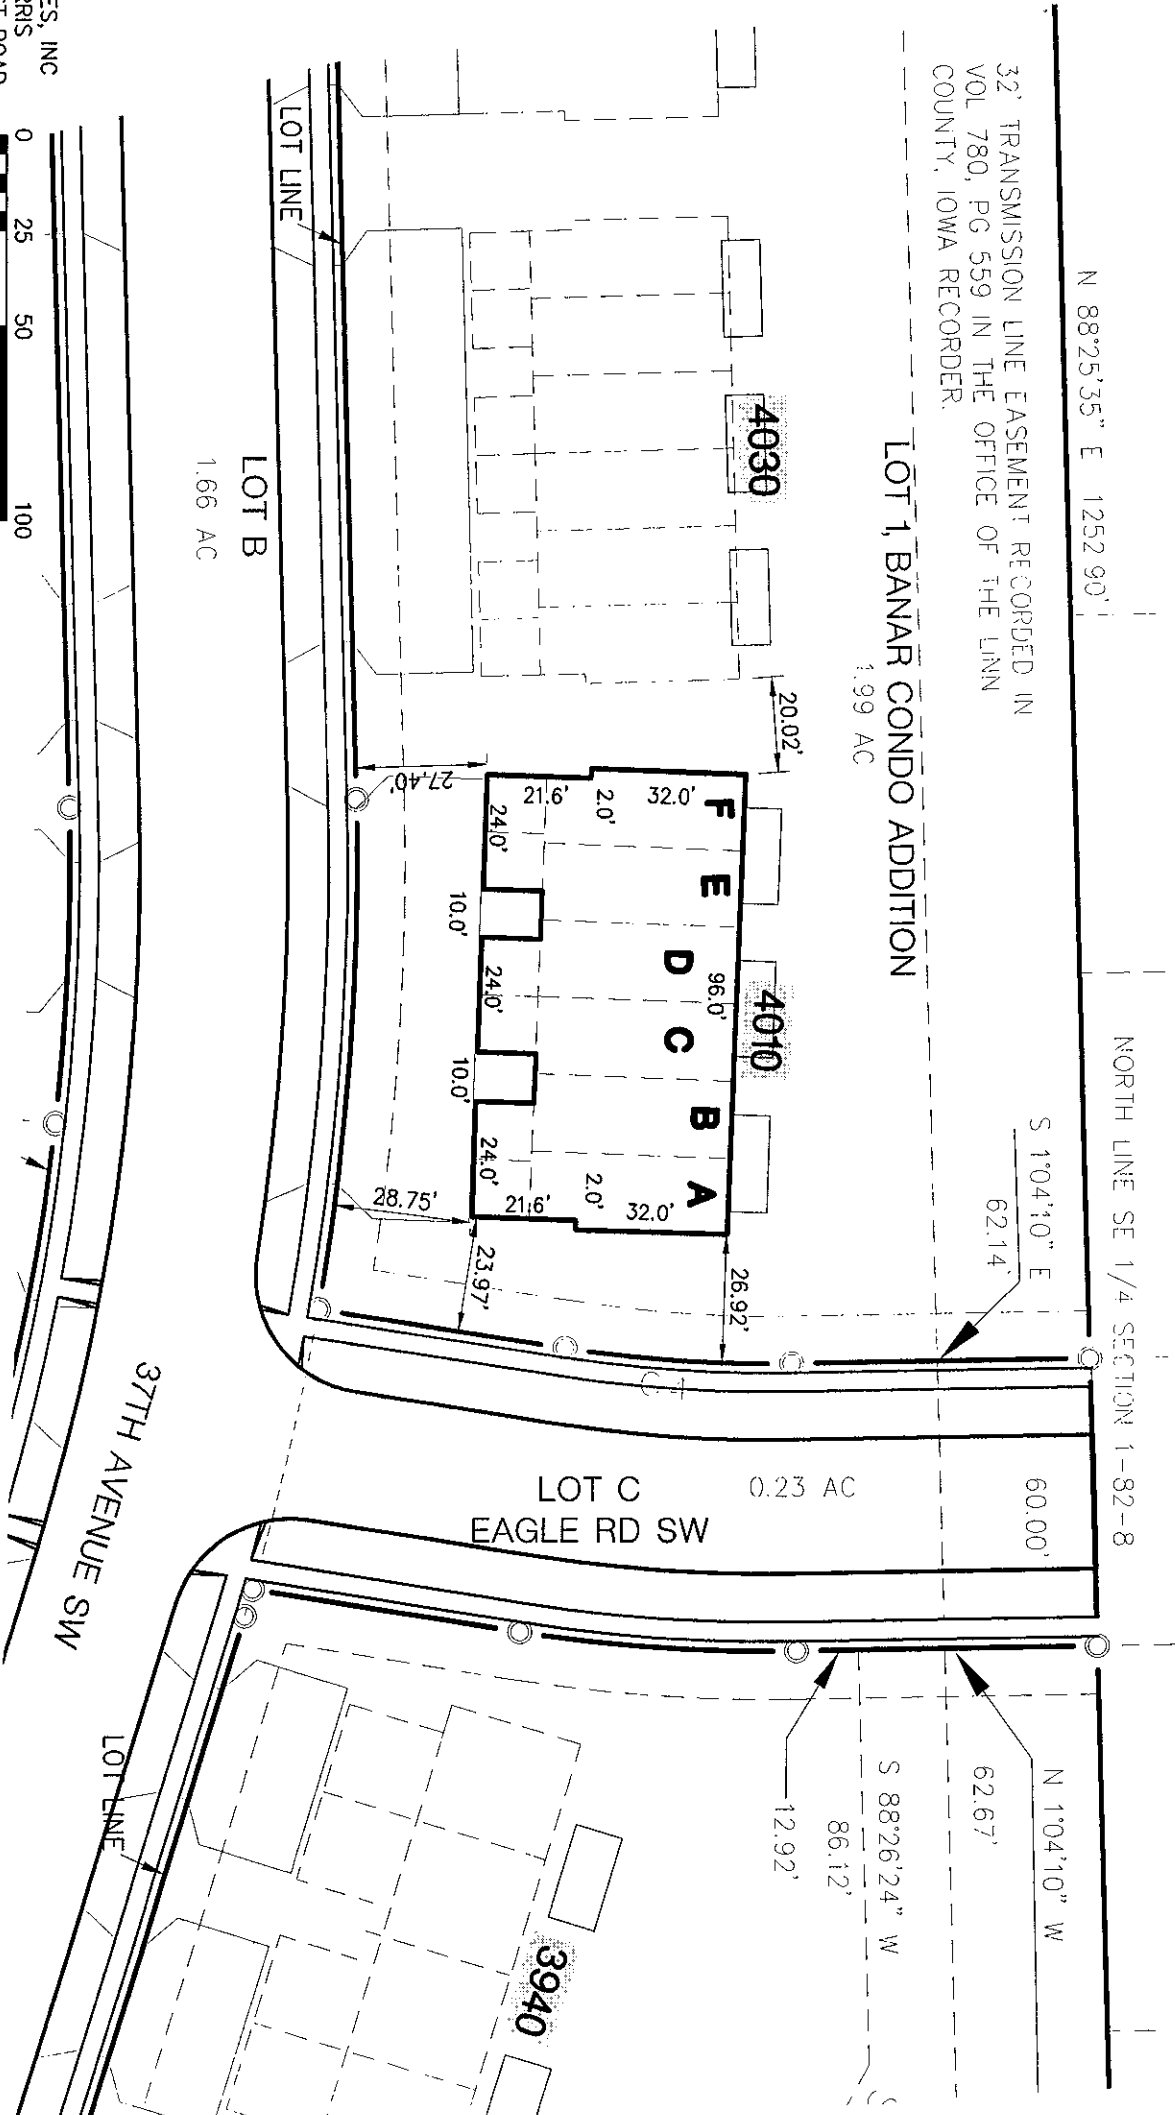 N 88°25'35" E 1252.90'
NORTH LINE SE 1/4 SECTION 1-82-8
32' TRANSMISSION LINE EASEMENT RECORDED IN
VOL 780, PG 559 IN THE OFFICE OF THE LINN
COUNTY, IOWA RECORDER.
S 1°04'10" E
62.14'
60.00'
N 1°04'10" W
62.67'
S 88°26'24" W
86.12'
12.92'
LOT 1, BANAR CONDO ADDITION
1.99 AC
4030
20.02'
4010
F
E
D
C
B
A
32.0'
2.0'
21.6'
96.0'
32.0'
2.0'
21.6'
24.0'
10.0'
24.0'
10.0'
24.0'
27.40'
28.75'
23.97'
26.92'
C-1
0.23 AC
LOT C
EAGLE RD SW
3940
LOT LINE
LOT B
1.66 AC
37TH AVENUE SW
LOT LINE
0 25 50 100
ES, INC
RRIS
ST ROAD